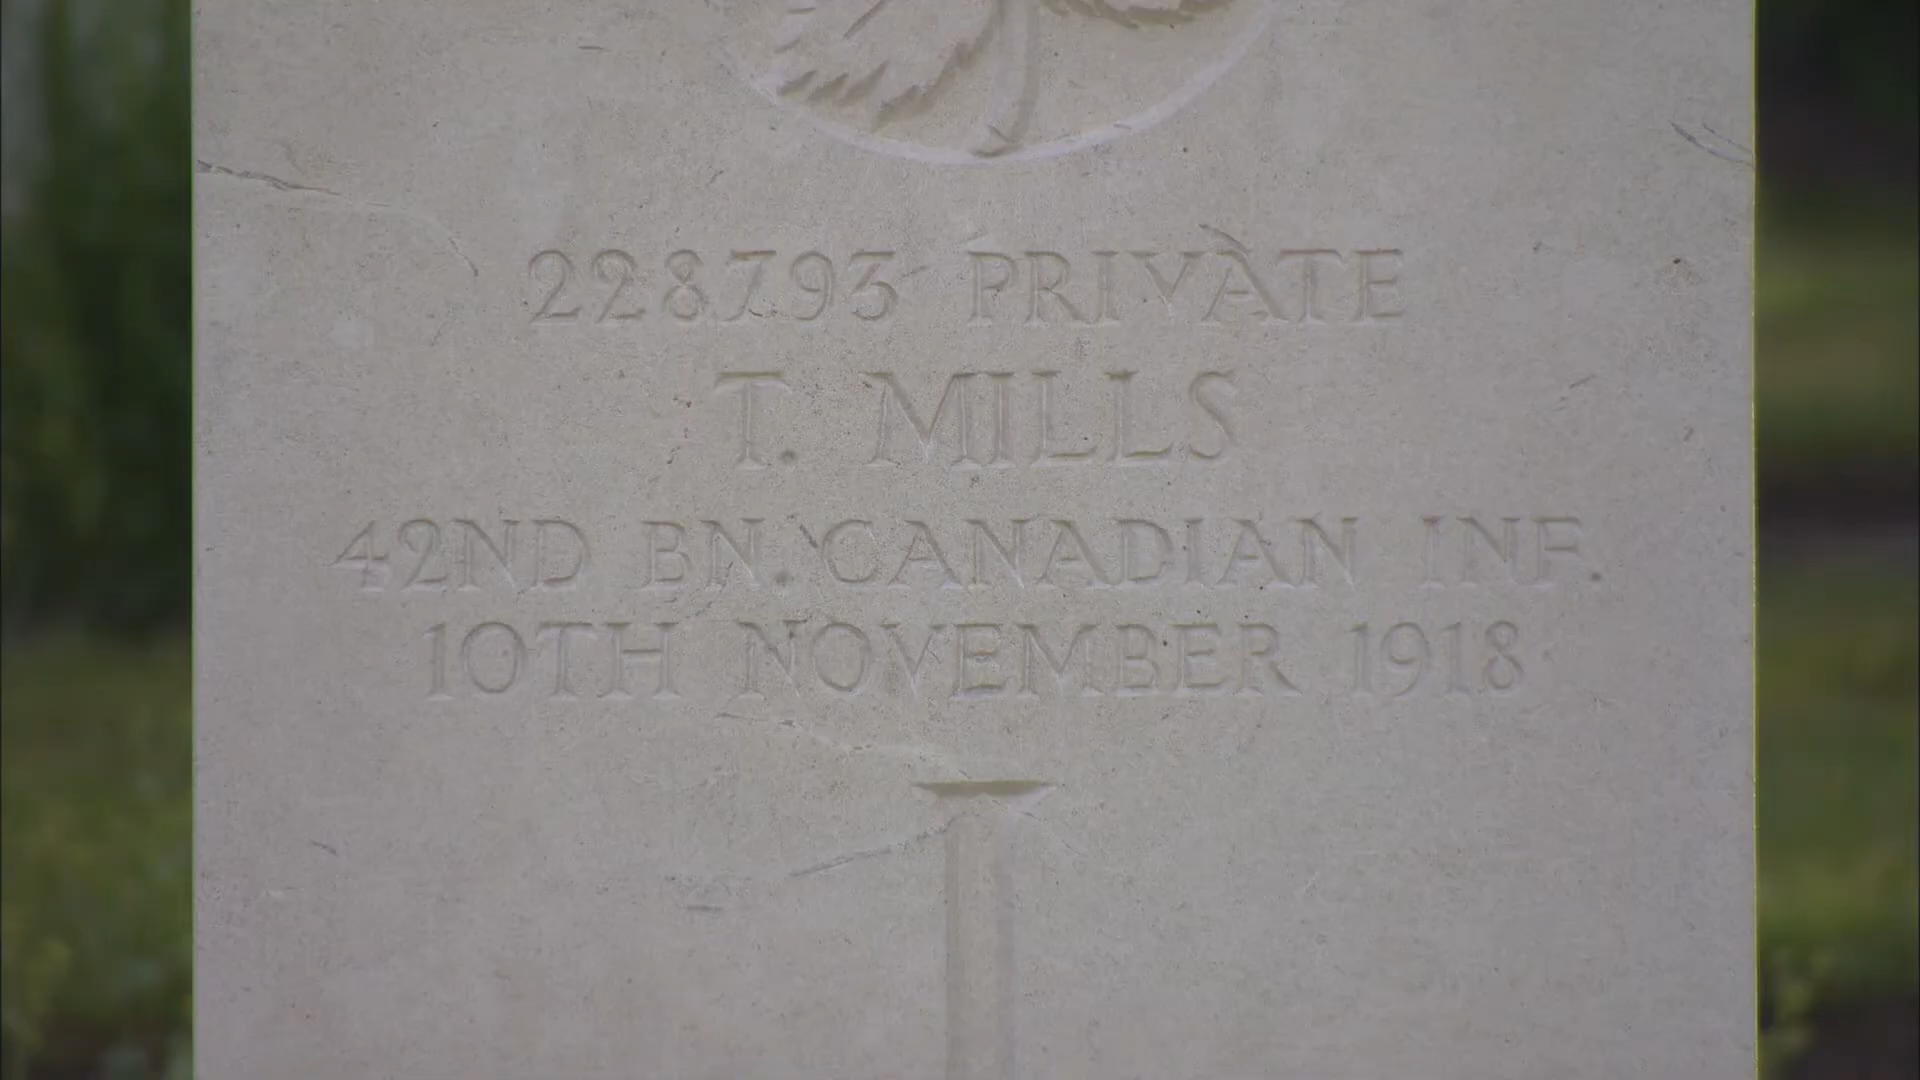 228793 PRIVATE
T. MILLS
42ND BN. CANADIAN INF.
10TH NOVEMBER 1918